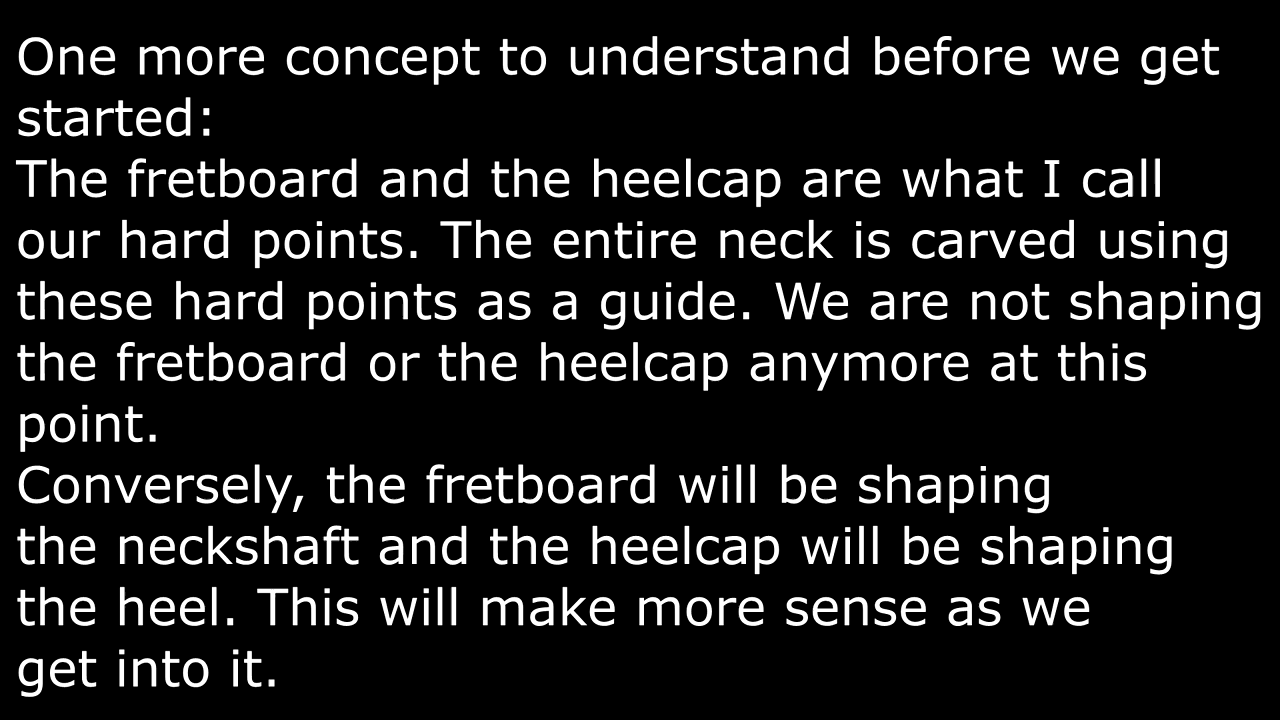 One more concept to understand before we get
started:
The fretboard and the heelcap are what I call
our hard points. The entire neck is carved using
these hard points as a guide. We are not shaping
the fretboard or the heelcap anymore at this
point.
Conversely, the fretboard will be shaping
the neckshaft and the heelcap will be shaping
the heel. This will make more sense as we
get into it.